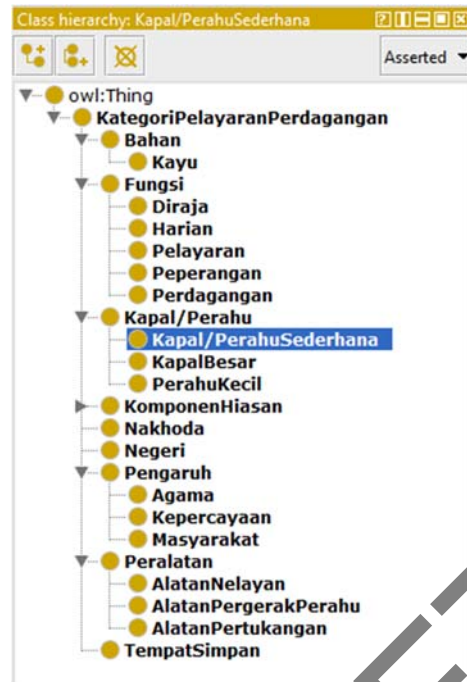 Class hierarchy: Kapal/PerahuSederhana
Asserted
owl:Thing
KategoriPelayaranPerdagangan
Bahan
Kayu
Fungsi
Diraja
Harian
Pelayaran
Peperangan
Perdagangan
Kapal/Perahu
Kapal/PerahuSederhana
KapalBesar
PerahuKecil
KomponenHiasan
Nakhoda
Negeri
Pengaruh
Agama
Kepercayaan
Masyarakat
Peralatan
AlatanNelayan
AlatanPergerakPerahu
AlatanPertukangan
TempatSimpan